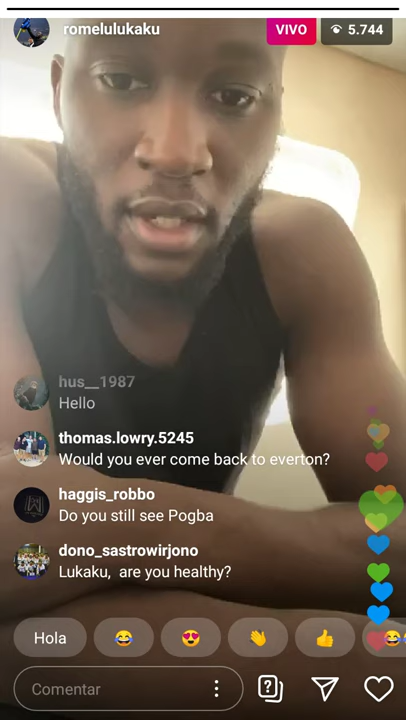 romelulukaku
VIVO
5.744
hus__1987
Hello
thomas.lowry.5245
Would you ever come back to everton?
haggis_robbo
Do you still see Pogba
dono_sastrowirjono
Lukaku, are you healthy?
Hola
Comentar